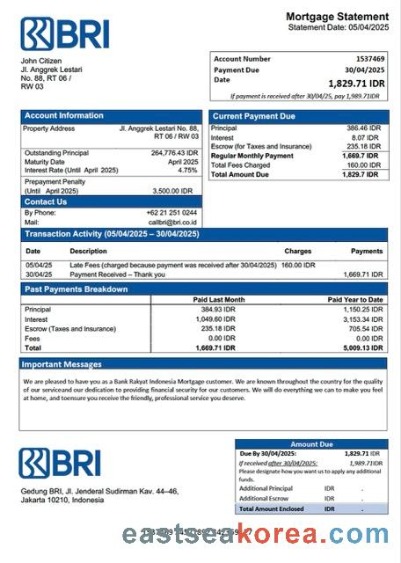 BRI
Mortgage Statement
Statement Date: 05/04/2025
John Citizen
Jl. Anggrek Lestari
No. 88, RT 06 /
RW 03
Account Number 1537469
Payment Due 30/04/2025
Date 1,829.71 IDR
If payment is received after 30/04/25, pay 1,989.71IDR
Account Information
Property Address Jl. Anggrek Lestari No. 88,
RT 06 / RW 03
Outstanding Principal 264,776.43 IDR
Maturity Date April 2025
Interest Rate (Until April 2025) 4.75%
Prepayment Penalty
(Until April 2025) 3,500.00 IDR
Contact Us
By Phone: +62 21 251 0244
Mail: callbri@bri.co.id
Current Payment Due
Principal 386.46 IDR
Interest 8.07 IDR
Escrow (for Taxes and Insurance) 235.18 IDR
Regular Monthly Payment 1,669.7 IDR
Total Fees Charged 160.00 IDR
Total Amount Due 1,829.7 IDR
Transaction Activity (05/04/2025 – 30/04/2025)
Date Description Charges Payments
05/04/25 Late Fees (charged because payment was received after 30/04/2025) 160.00 IDR
30/04/25 Payment Received – Thank you 1,669.71 IDR
Past Payments Breakdown
Paid Last Month Paid Year to Date
Principal 384.93 IDR 1,150.25 IDR
Interest 1,049.60 IDR 3,153.34 IDR
Escrow (Taxes and Insurance) 235.18 IDR 705.54 IDR
Fees 0.00 IDR 0.00 IDR
Total 1,669.71 IDR 5,009.13 IDR
Important Messages
We are pleased to have you as a Bank Rakyat Indonesia Mortgage customer. We are known throughout the country for the quality
of our serviceand our dedication to providing financial security for our customers. We will do everything we can to make you feel
at home, and toensure you receive the friendly, professional service you deserve.
BRI
Gedung BRI, Jl. Jenderal Sudirman Kav. 44–46,
Jakarta 10210, Indonesia
Amount Due
Due By 30/04/2025: 1,829.71 IDR
If received after 30/04/2025: 1,989.71IDR
Please designate how you want us to apply any additional
funds.
Additional Principal IDR .
Additional Escrow IDR .
Total Amount Enclosed IDR .
eastseakorea.com